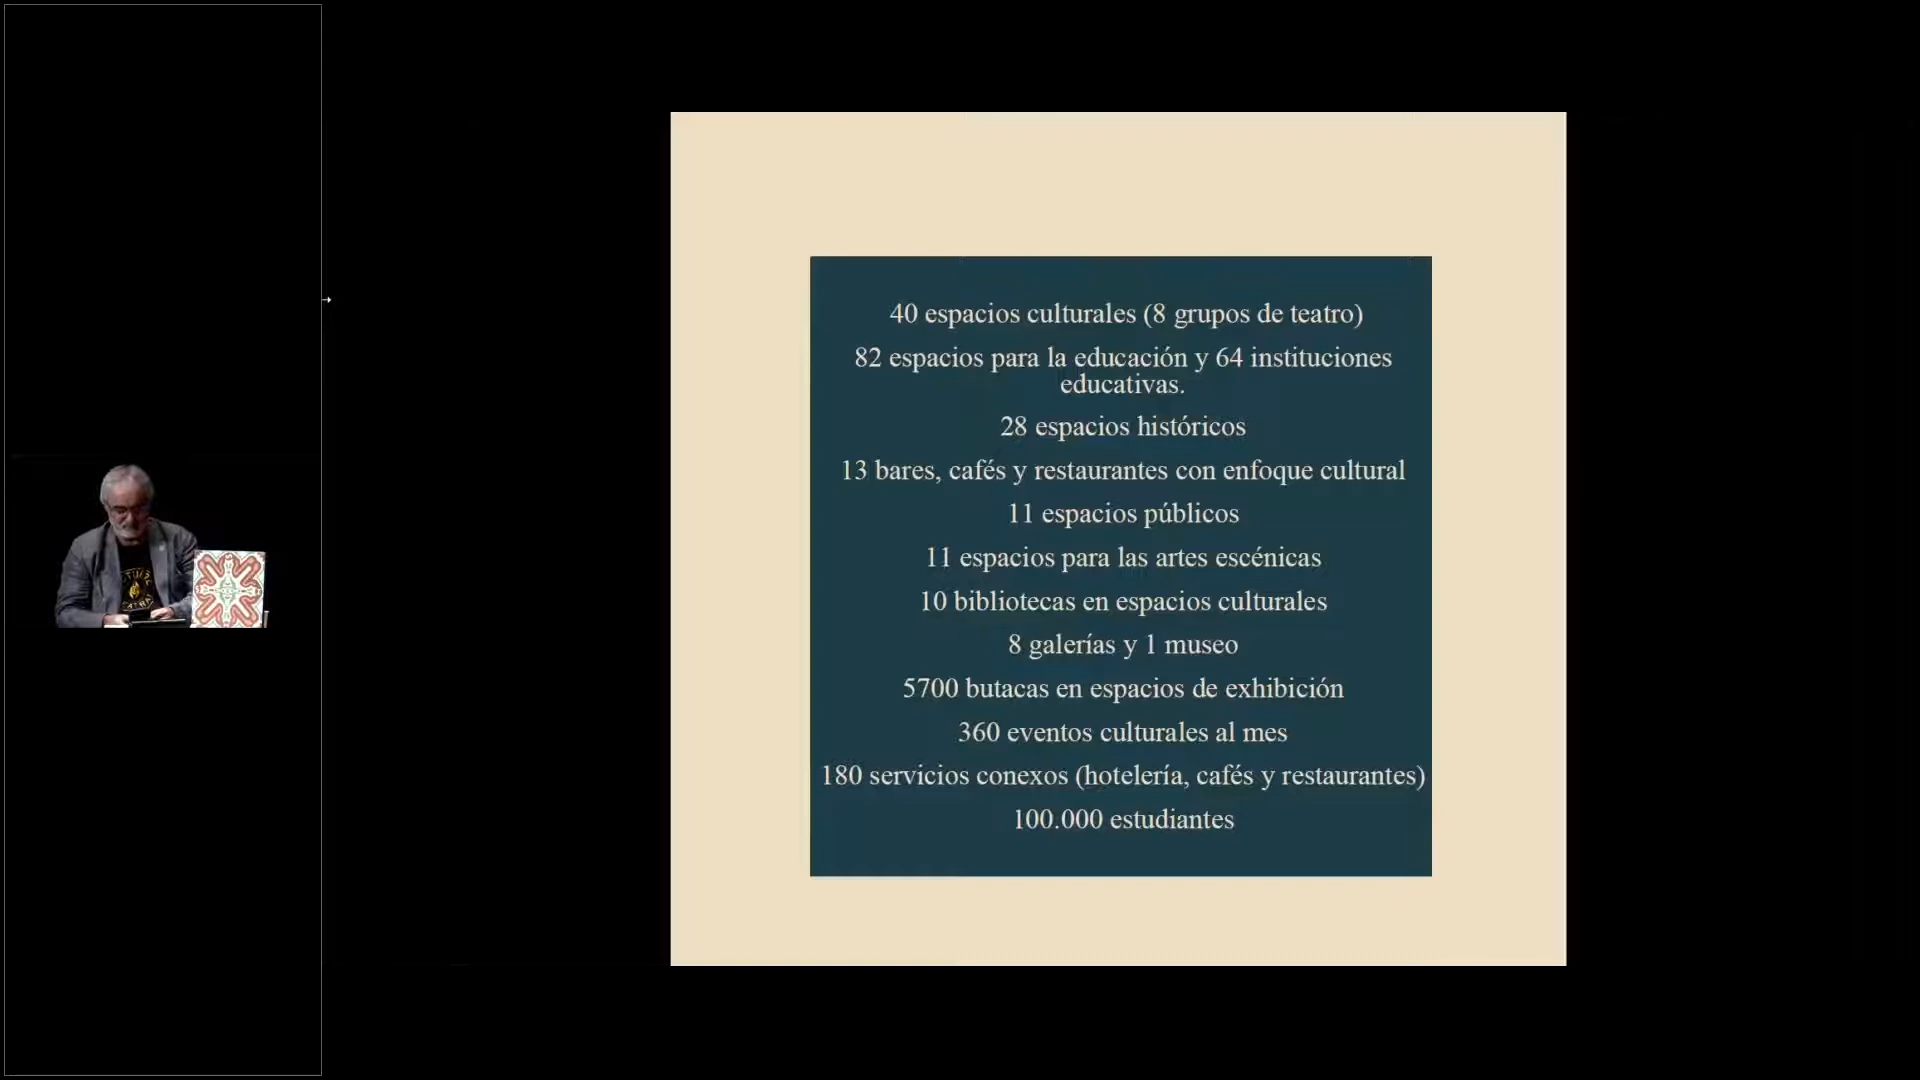 40 espacios culturales (8 grupos de teatro)
82 espacios para la educación y 64 instituciones
educativas.
28 espacios históricos
13 bares, cafés y restaurantes con enfoque cultural
11 espacios públicos
11 espacios para las artes escénicas
10 bibliotecas en espacios culturales
8 galerías y 1 museo
5700 butacas en espacios de exhibición
360 eventos culturales al mes
180 servicios conexos (hotelería, cafés y restaurantes)
100.000 estudiantes